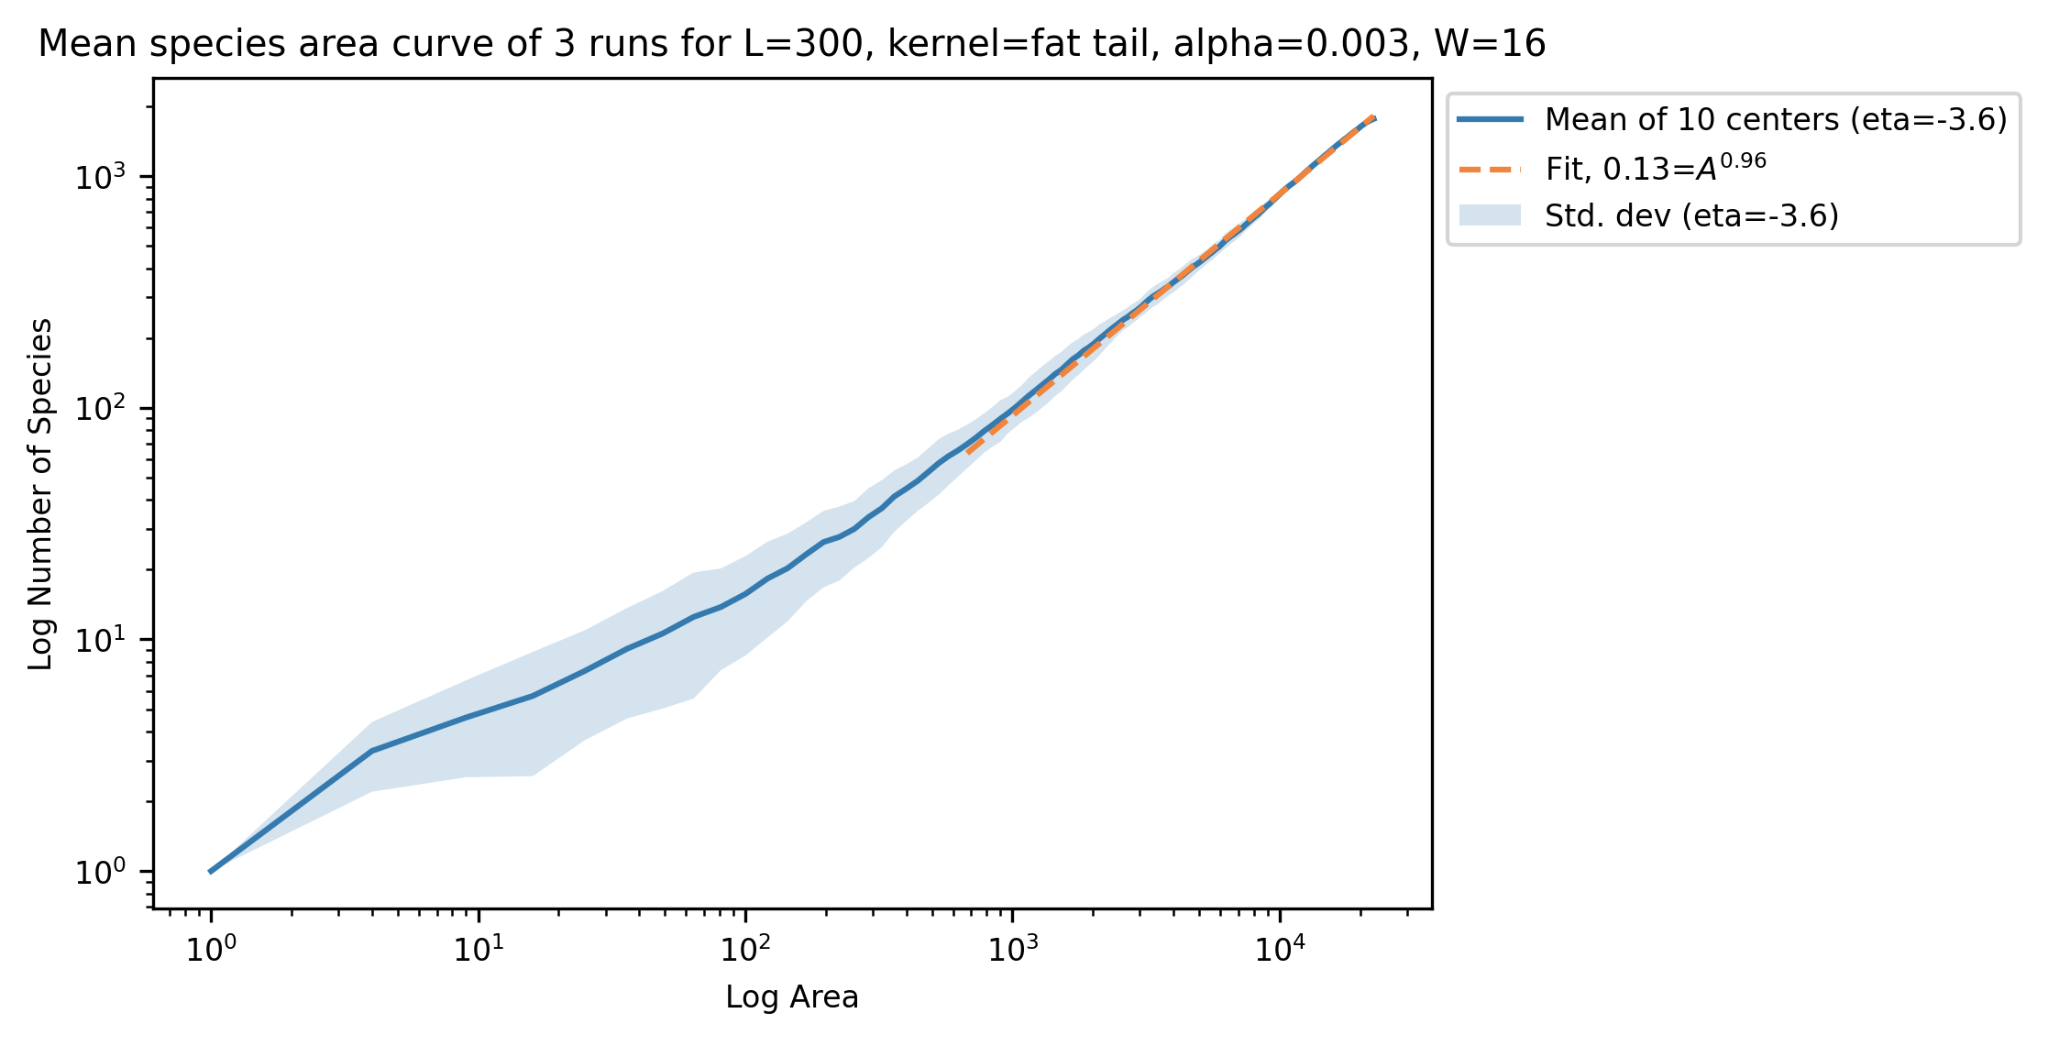 Mean species area curve of 3 runs for L=300, kernel=fat tail, alpha=0.003, W=16
Mean of 10 centers (eta=-3.6)
Fit, 0.13=A^0.96
Std. dev (eta=-3.6)
Log Number of Species
10^3
10^2
10^1
10^0
10^0 10^1 10^2 10^3 10^4
Log Area